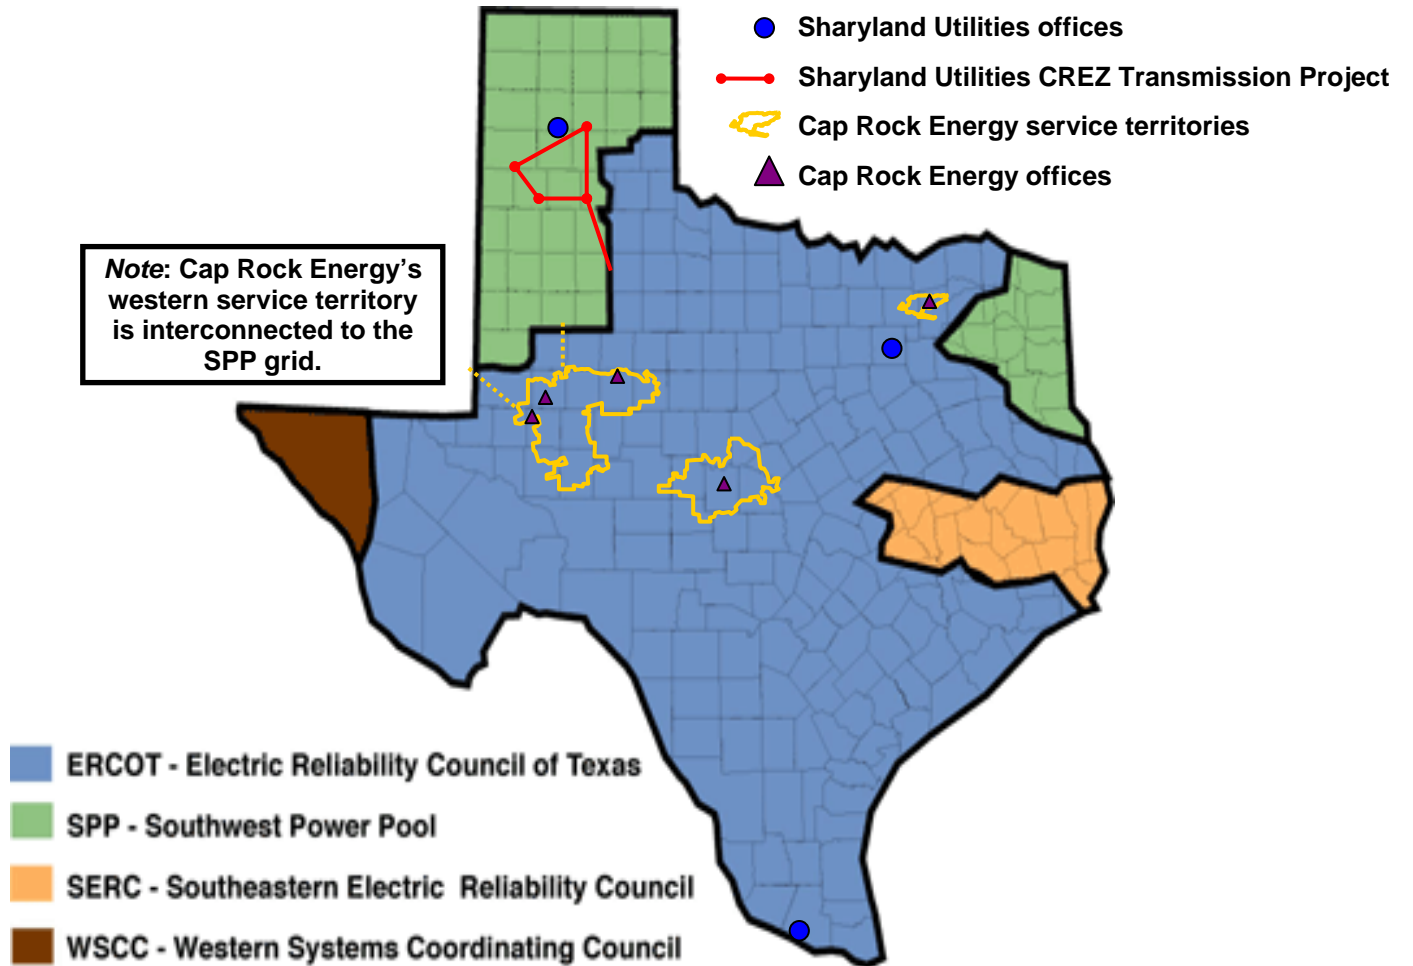 Sharyland Utilities offices
Sharyland Utilities CREZ Transmission Project
Cap Rock Energy service territories
Cap Rock Energy offices
Note: Cap Rock Energy's
western service territory
is interconnected to the
SPP grid.
ERCOT - Electric Reliability Council of Texas
SPP - Southwest Power Pool
SERC - Southeastern Electric  Reliability Council
WSCC - Western Systems Coordinating Council